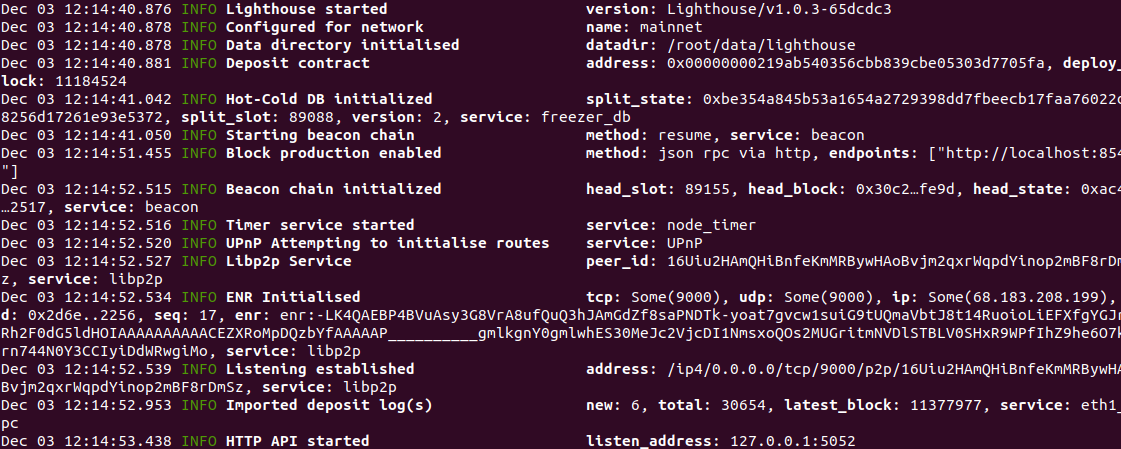 Dec 03 12:14:40.876 INFO Lighthouse started version: Lighthouse/v1.0.3-65dcdc3
Dec 03 12:14:40.878 INFO Configured for network name: mainnet
Dec 03 12:14:40.878 INFO Data directory initialised datadir: /root/data/lighthouse
Dec 03 12:14:40.881 INFO Deposit contract address: 0x00000000219ab540356cbb839cbe05303d7705fa, deploy_
lock: 11184524
Dec 03 12:14:41.042 INFO Hot-Cold DB initialized split_state: 0xbe354a845b53a1654a2729398dd7fbeecb17faa76022c
8256d17261e93e5372, split_slot: 89088, version: 2, service: freezer_db
Dec 03 12:14:41.050 INFO Starting beacon chain method: resume, service: beacon
Dec 03 12:14:51.455 INFO Block production enabled method: json rpc via http, endpoints: ["http://localhost:854
"]
Dec 03 12:14:52.515 INFO Beacon chain initialized head_slot: 89155, head_block: 0x30c2…fe9d, head_state: 0xac4
…2517, service: beacon
Dec 03 12:14:52.516 INFO Timer service started service: node_timer
Dec 03 12:14:52.520 INFO UPnP Attempting to initialise routes service: UPnP
Dec 03 12:14:52.527 INFO Libp2p Service peer_id: 16Uiu2HAmQHiBnfeKmMRBywHAoBvjm2qxrWqpdYinop2mBF8rDm
z, service: libp2p
Dec 03 12:14:52.534 INFO ENR Initialised tcp: Some(9000), udp: Some(9000), ip: Some(68.183.208.199),
d: 0x2d6e..2256, seq: 17, enr: enr:-LK4QAEBP4BVuAsy3G8VrA8ufQuQ3hJAmGdZf8saPNDTk-yoat7gvcw1suiG9tUQmaVbtJ8t14RuoioLiEFXfgYGJr
Rh2F0dG5ldHOIAAAAAAAAAACEZXRoMpDQzbYfAAAAAP__________gmlkgnY0gmlwhES30MeJc2VjcDI1NmsxoQOs2MUGritmNVDlSTBLV0SHxR9WPfIhZ9he6O7k
rn744N0Y3CCIyiDdWRwgiMo, service: libp2p
Dec 03 12:14:52.539 INFO Listening established address: /ip4/0.0.0.0/tcp/9000/p2p/16Uiu2HAmQHiBnfeKmMRBywHA
Bvjm2qxrWqpdYinop2mBF8rDmSz, service: libp2p
Dec 03 12:14:52.953 INFO Imported deposit log(s) new: 6, total: 30654, latest_block: 11377977, service: eth1_
pc
Dec 03 12:14:53.438 INFO HTTP API started listen_address: 127.0.0.1:5052